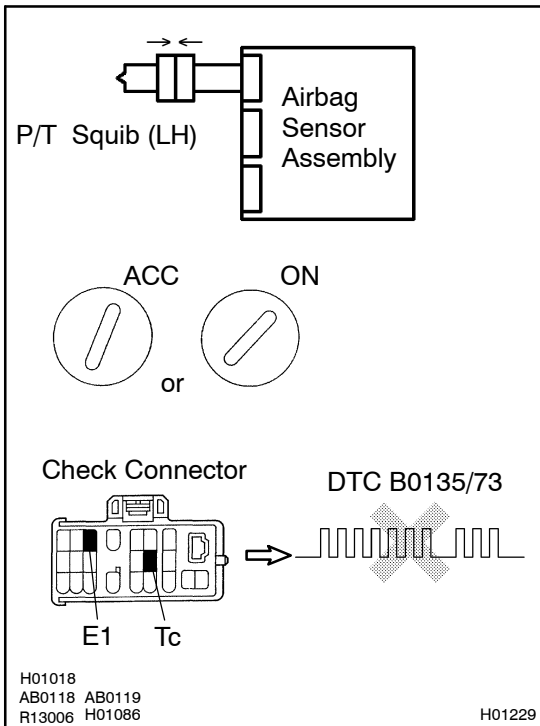 P/T Squib (LH)
Airbag
Sensor
Assembly
ACC
ON
or
Check Connector
DTC B0135/73
E1
Tc
H01018
AB0118 AB0119
R13006 H01086
H01229